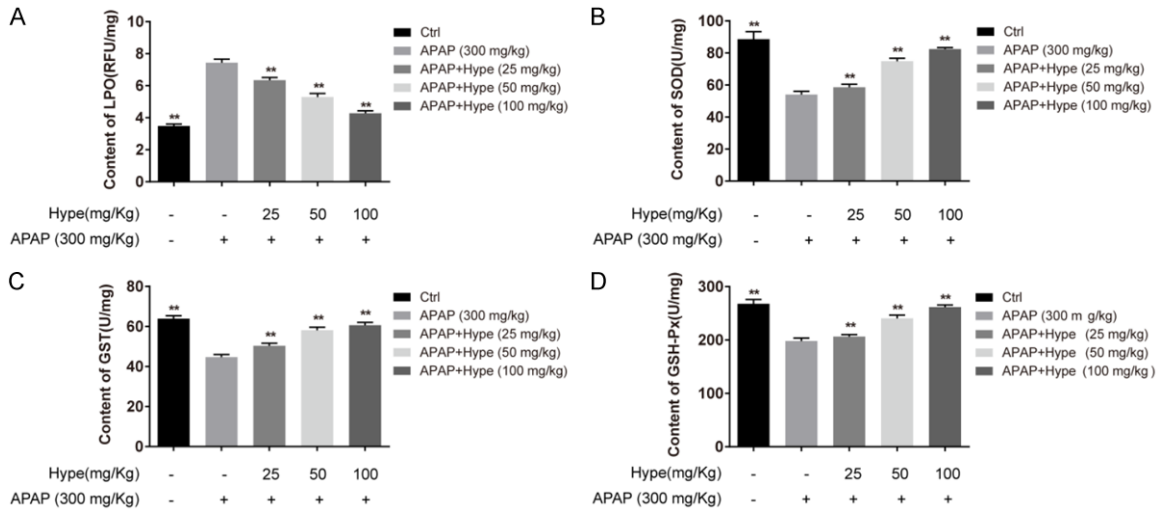 A
Content of LPO(RFU/mg)
10
8
6
4
2
0
**
**
**
**
Ctrl
APAP (300 mg/kg)
APAP+Hype (25 mg/kg)
APAP+Hype (50 mg/kg)
APAP+Hype (100 mg/kg)
Hype(mg/Kg) - - 25 50 100
APAP (300 mg/Kg) - + + + +
B
Content of SOD(U/mg)
100
80
60
40
20
0
**
**
**
**
Ctrl
APAP (300 mg/kg)
APAP+Hype (25 mg/kg)
APAP+Hype (50 mg/kg)
APAP+Hype (100 mg/kg)
Hype(mg/Kg) - - 25 50 100
APAP (300 mg/Kg) - + + + +
C
Content of GST(U/mg)
80
60
40
20
0
**
**
**
**
Ctrl
APAP (300 mg/kg)
APAP+Hype (25 mg/kg)
APAP+Hype (50 mg/kg)
APAP+Hype (100 mg/kg)
Hype(mg/Kg) - - 25 50 100
APAP (300 mg/Kg) - + + + +
D
Content of GSH-Px(U/mg)
300
200
100
0
**
**
**
**
Ctrl
APAP (300 m g/kg)
APAP+Hype (25 mg/kg)
APAP+Hype (50 mg/kg)
APAP+Hype (100 mg/kg)
Hype(mg/Kg) - - 25 50 100
APAP (300 mg/Kg) - + + + +